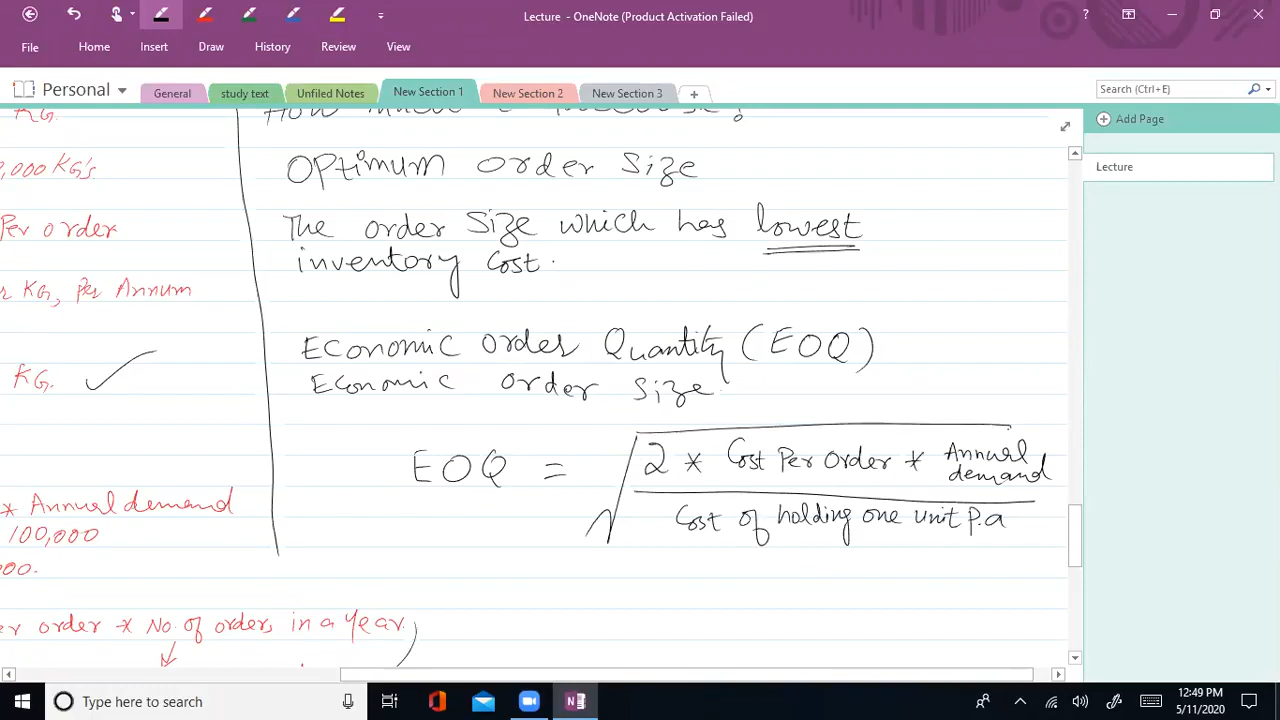 Lecture - OneNote (Product Activation Failed)
File Home Insert Draw History Review View
Personal General study text Unfiled Notes New Section 1 New Section 2 New Section 3
Search (Ctrl+E)
Add Page
Lecture
KG.
,000 KG's
Per order
r KG, Per Annum
KG.
* Annual demand
100,000
000.
er order * No. of orders in a Year.)
Optimum order Size
The order Size which has lowest
inventory Cost.
Economic order Quantity (EOQ)
Economic order Size.
EOQ = √ 2 * Cost Per Order * Annual demand
Cost of holding one unit P.a
Type here to search
12:49 PM
5/11/2020